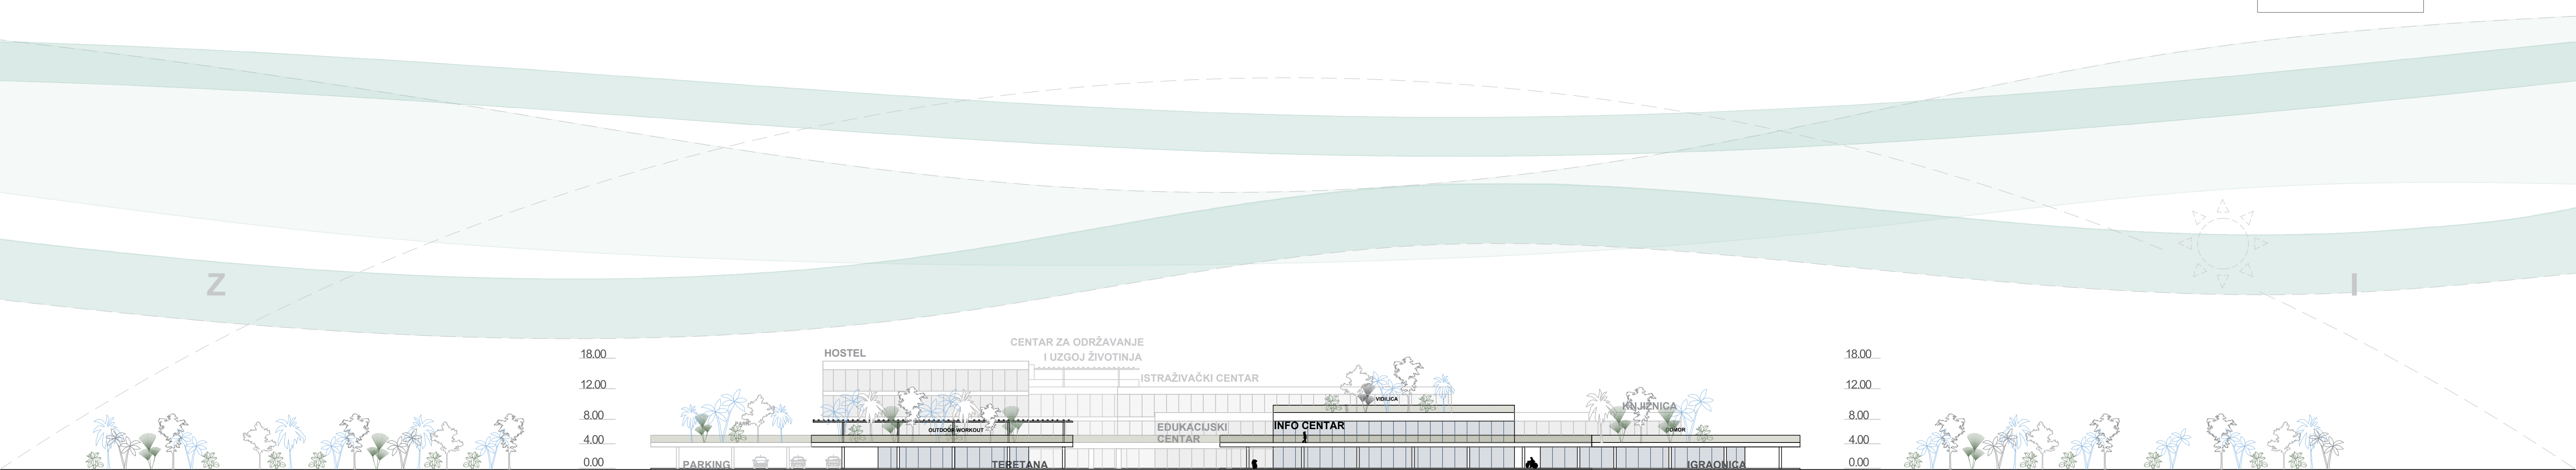 Z
I
18.00
12.00
8.00
4.00
0.00
HOSTEL
CENTAR ZA ODRŽAVANJE
I UZGOJ ŽIVOTINJA
ISTRAŽIVAČKI CENTAR
VIDILICA
KNJIŽNICA
OUTDOOR WORKOUT
EDUKACIJSKI
CENTAR
INFO CENTAR
ODMOR
PARKING
TERETANA
IGRAONICA
18.00
12.00
8.00
4.00
0.00